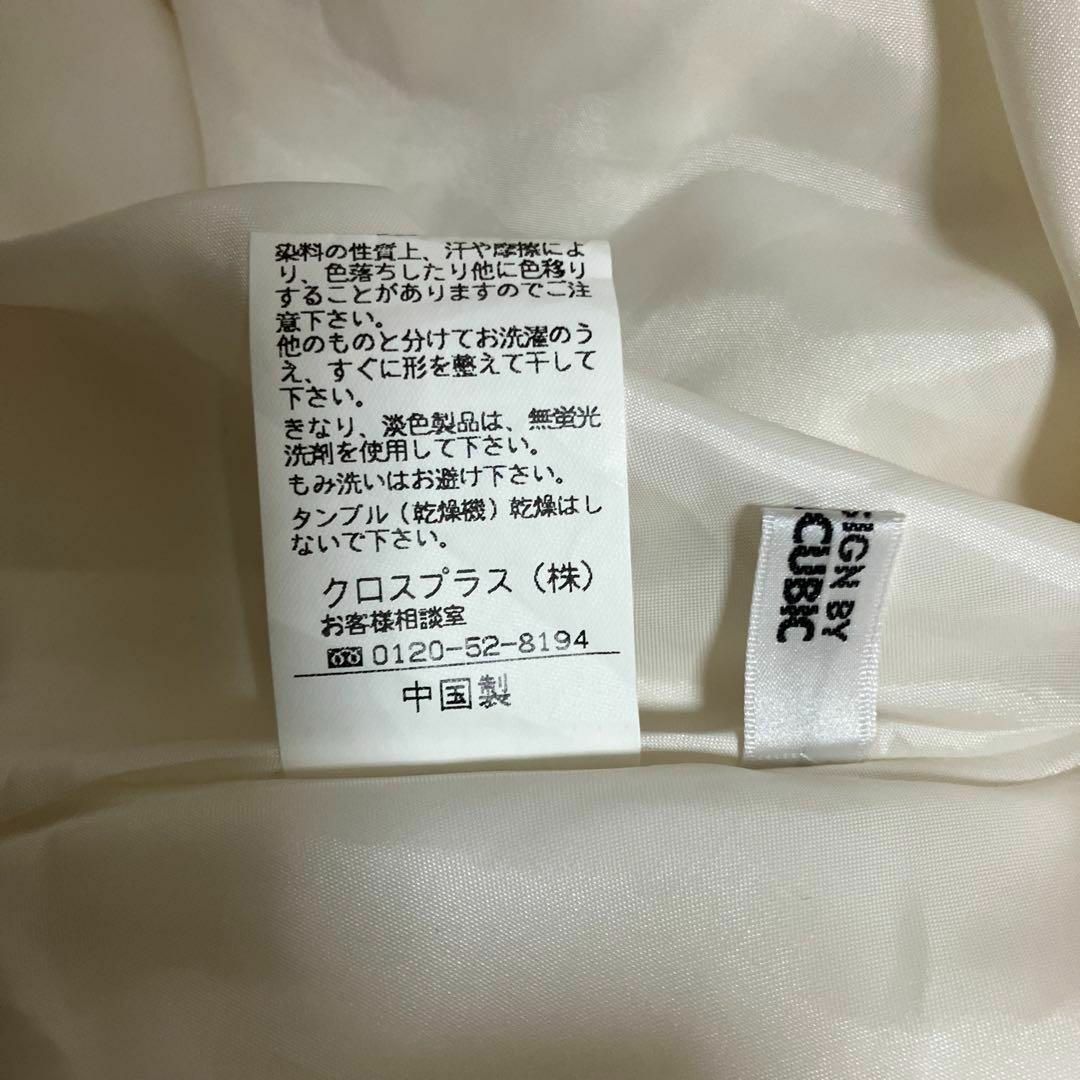 染料の性質上、汗や摩擦によ
り、色落ちしたり他に色移り
することがありますのでご注
意下さい。
他のものと分けてお洗濯のう
え、すぐに形を整えて干して
下さい。
きなり、淡色製品は、無蛍光
洗剤を使用して下さい。
もみ洗いはお避け下さい。
タンブル（乾燥機）乾燥はし
ないで下さい。
クロスプラス（株）
お客様相談室
0120-52-8194
中国製
SIGN BY
CUBIC